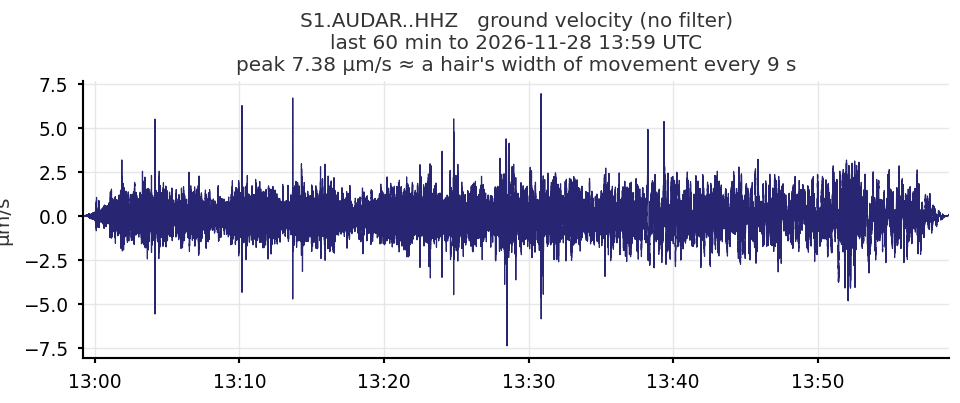 S1.AUDAR..HHZ   ground velocity (no filter)
last 60 min to 2026-11-28 13:59 UTC
peak 7.38 µm/s ≈ a hair's width of movement every 9 s
7.5
5.0
2.5
0.0
−2.5
−5.0
−7.5
µm/s
13:00 13:10 13:20 13:30 13:40 13:50